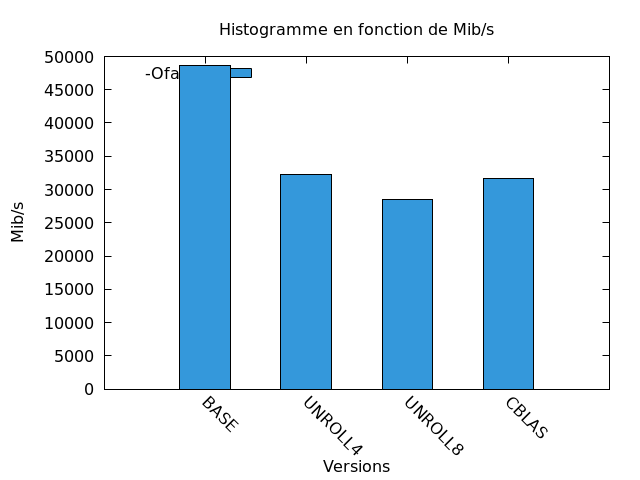 Histogramme en fonction de Mib/s
50000
45000
40000
35000
30000
25000
20000
15000
10000
5000
0
Mib/s
-Ofa
BASE
UNROLL4
UNROLL8
CBLAS
Versions